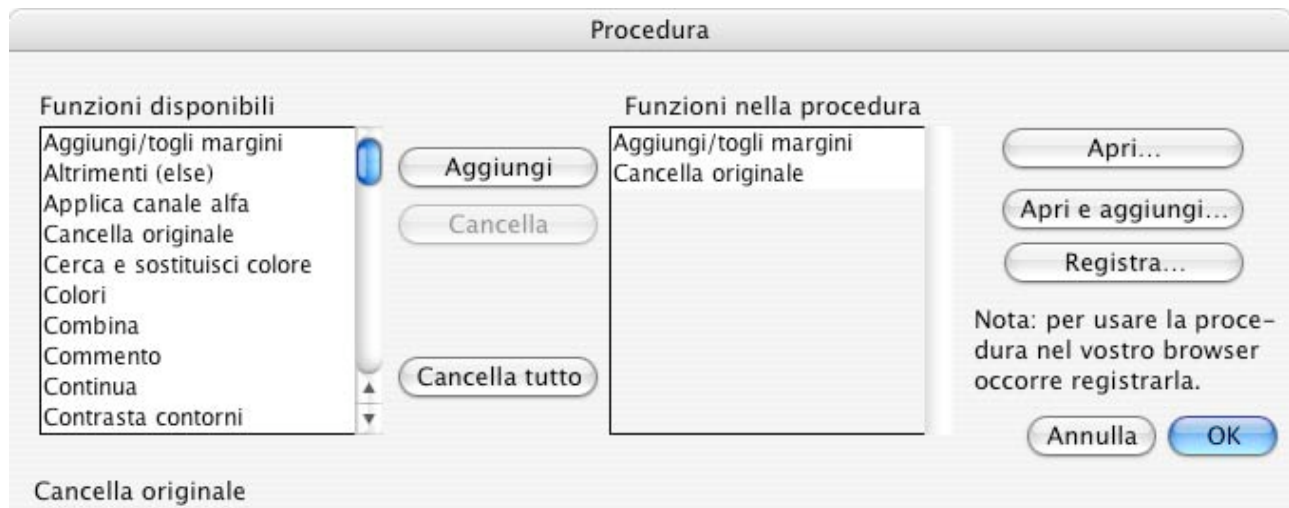 Procedura
Funzioni disponibili
Aggiungi/togli margini
Altrimenti (else)
Applica canale alfa
Cancella originale
Cerca e sostituisci colore
Colori
Combina
Commento
Continua
Contrasta contorni
Aggiungi
Cancella
Cancella tutto
Funzioni nella procedura
Aggiungi/togli margini
Cancella originale
Apri...
Apri e aggiungi...
Registra...
Nota: per usare la proce-
dura nel vostro browser
occorre registrarla.
Annulla
OK
Cancella originale